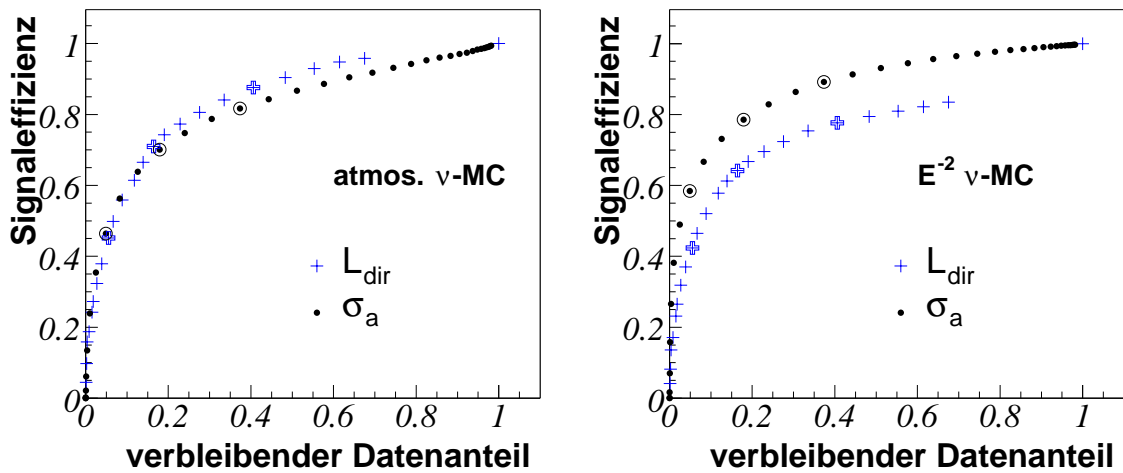 Signaleffizienz
1
0.8
0.6
0.4
0.2
0
atmos. ν-MC
L_dir
σ_a
0 0.2 0.4 0.6 0.8 1
verbleibender Datenanteil
Signaleffizienz
1
0.8
0.6
0.4
0.2
0
E^-2 ν-MC
L_dir
σ_a
0 0.2 0.4 0.6 0.8 1
verbleibender Datenanteil